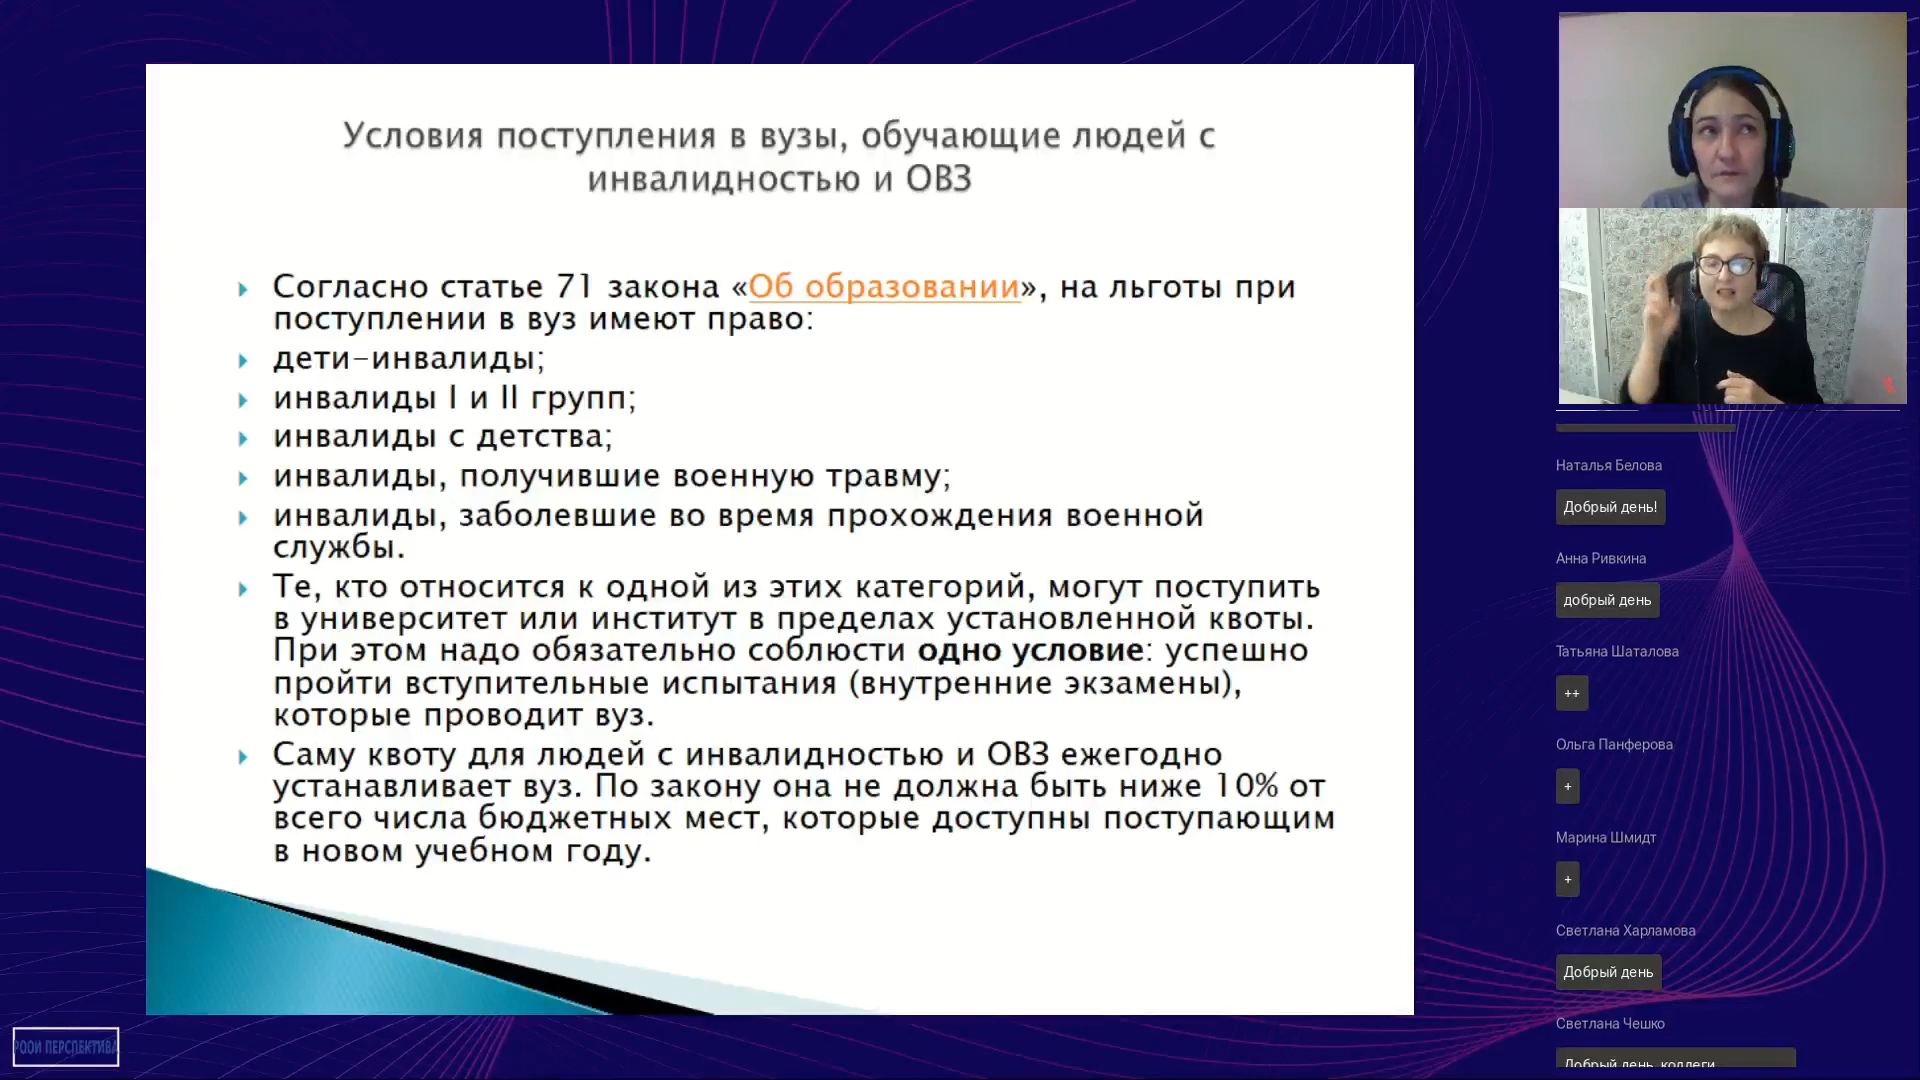 Условия поступления в вузы, обучающие людей с
инвалидностью и ОВЗ
Согласно статье 71 закона «Об образовании», на льготы при
поступлении в вуз имеют право:
дети-инвалиды;
инвалиды I и II групп;
инвалиды с детства;
инвалиды, получившие военную травму;
инвалиды, заболевшие во время прохождения военной
службы.
Те, кто относится к одной из этих категорий, могут поступить
в университет или институт в пределах установленной квоты.
При этом надо обязательно соблюсти одно условие: успешно
пройти вступительные испытания (внутренние экзамены),
которые проводит вуз.
Саму квоту для людей с инвалидностью и ОВЗ ежегодно
устанавливает вуз. По закону она не должна быть ниже 10% от
всего числа бюджетных мест, которые доступны поступающим
в новом учебном году.
РООИ ПЕРСПЕКТИВА
Наталья Белова
Добрый день!
Анна Ривкина
добрый день
Татьяна Шаталова
++
Ольга Панферова
+
Марина Шмидт
+
Светлана Харламова
Добрый день
Светлана Чешко
Добрый день, коллеги